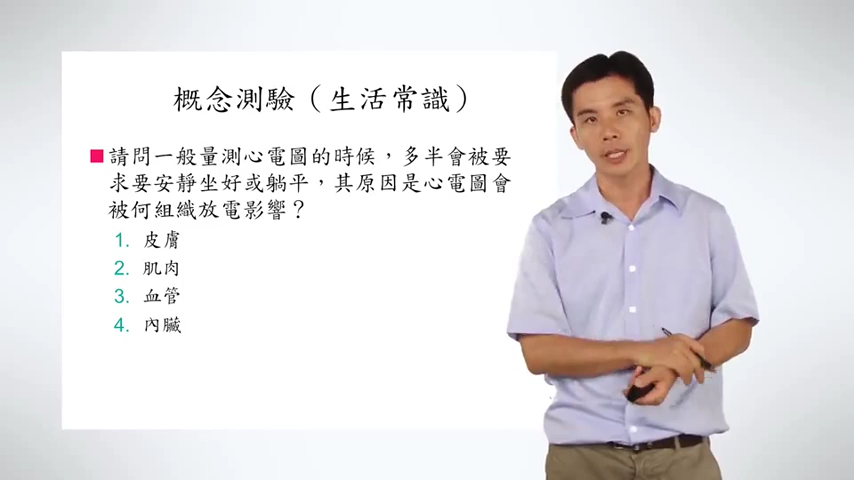 概念測驗（生活常識）
請問一般量測心電圖的時候，多半會被要
求要安靜坐好或躺平，其原因是心電圖會
被何組織放電影響？
1. 皮膚
2. 肌肉
3. 血管
4. 內臟